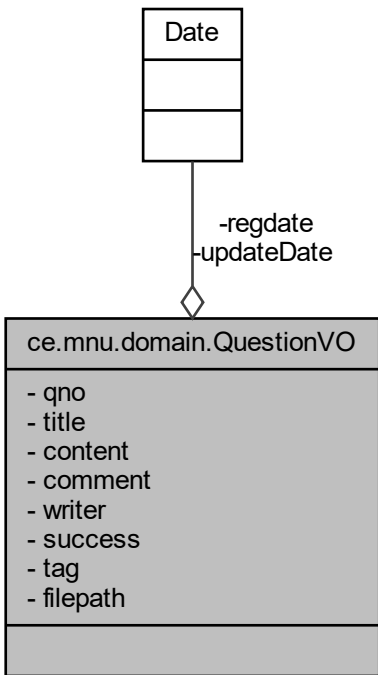 Date
-regdate
-updateDate
ce.mnu.domain.QuestionVO
- qno
- title
- content
- comment
- writer
- success
- tag
- filepath